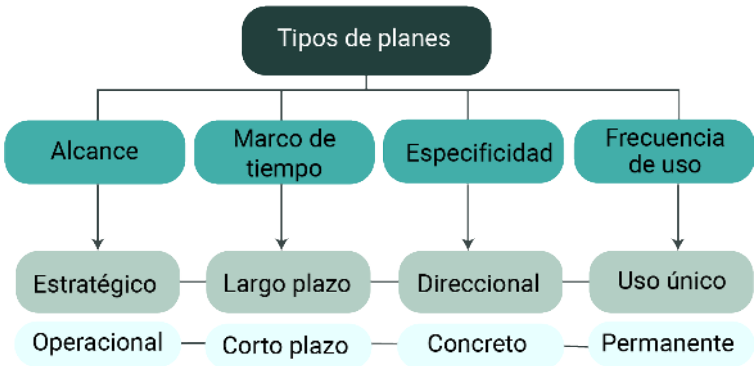 Tipos de planes
Alcance
Marco de
tiempo
Especificidad
Frecuencia
de uso
Estratégico
Largo plazo
Direccional
Uso único
Operacional
Corto plazo
Concreto
Permanente